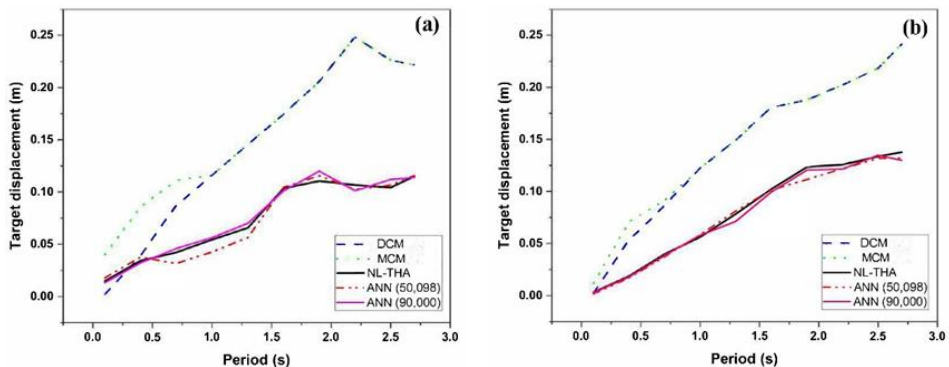 (a)
0.25
0.20
0.15
0.10
0.05
0.00
Target displacement (m)
DCM
MCM
NL-THA
ANN (50,098)
ANN (90,000)
0.0 0.5 1.0 1.5 2.0 2.5 3.0
Period (s)
(b)
0.25
0.20
0.15
0.10
0.05
0.00
Target displacement (m)
DCM
MCM
NL-THA
ANN (50,098)
ANN (90,000)
0.0 0.5 1.0 1.5 2.0 2.5 3.0
Period (s)